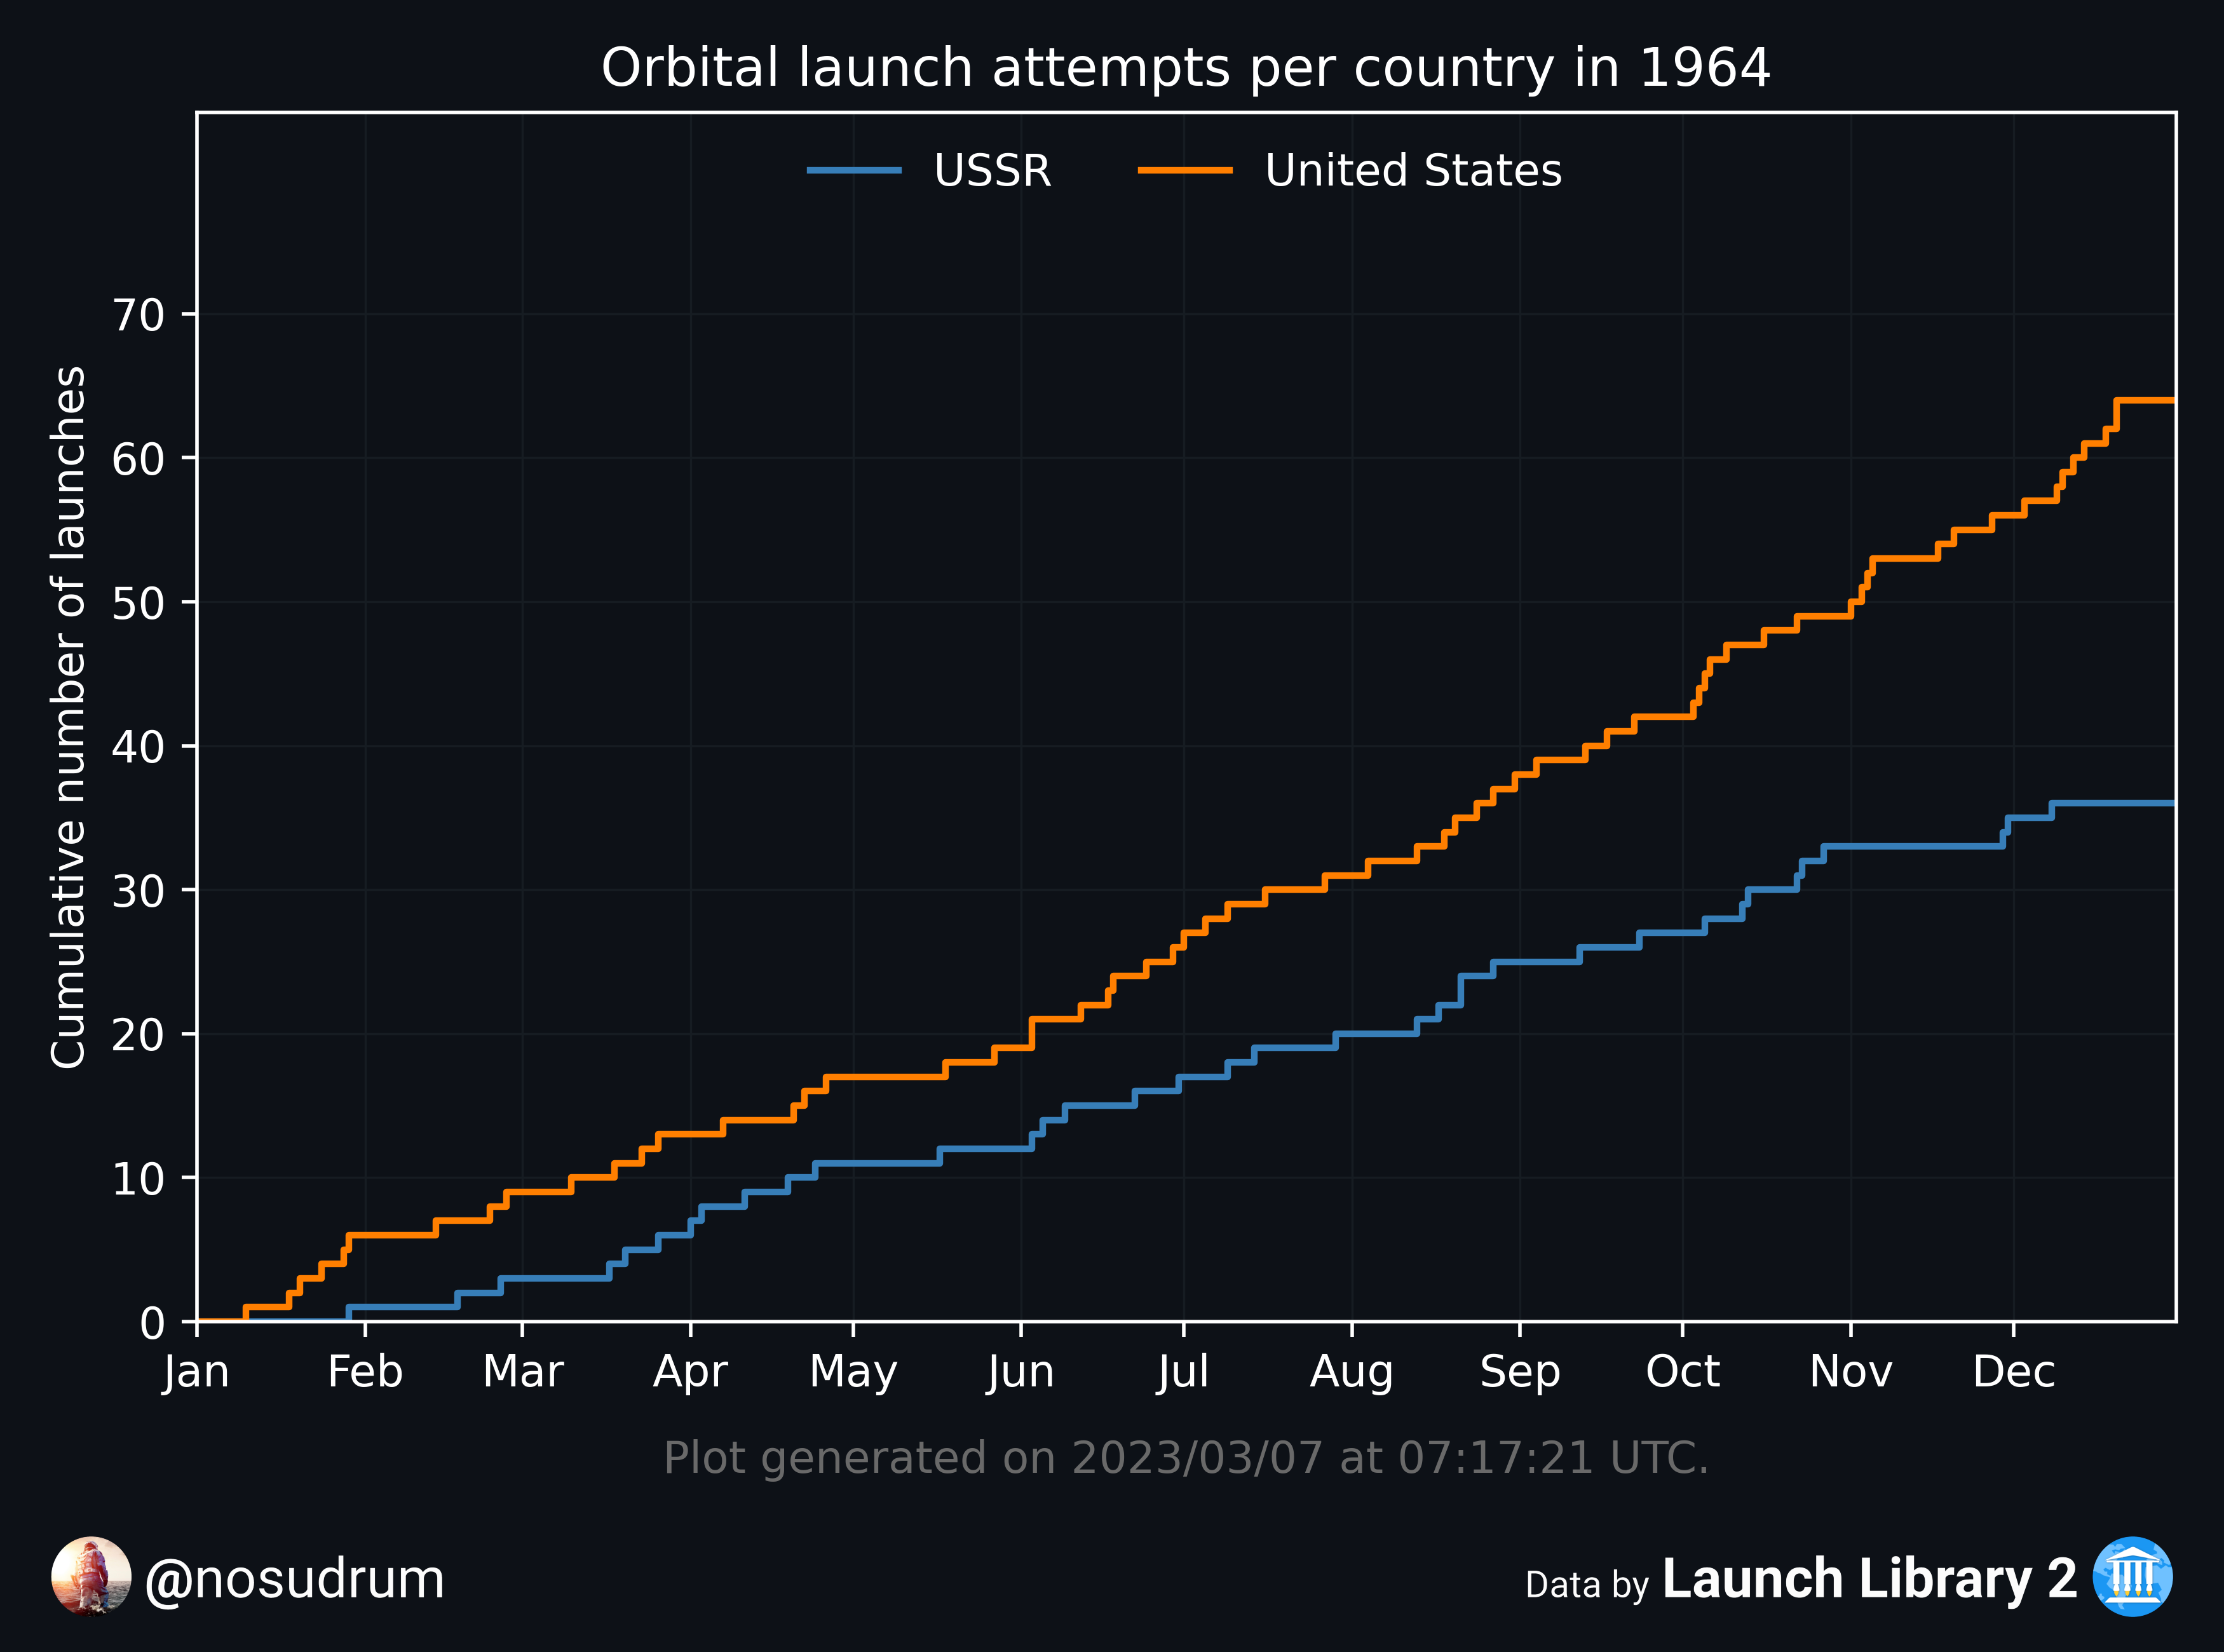 Orbital launch attempts per country in 1964
USSR United States
Cumulative number of launches
70
60
50
40
30
20
10
0
Jan Feb Mar Apr May Jun Jul Aug Sep Oct Nov Dec
Plot generated on 2023/03/07 at 07:17:21 UTC.
@nosudrum
Data by Launch Library 2